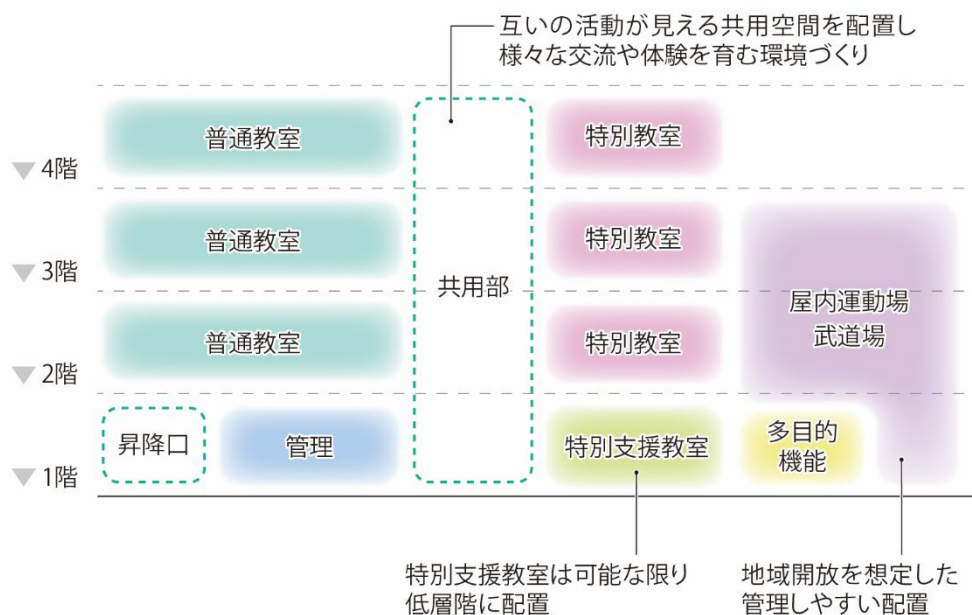 互いの活動が見える共用空間を配置し
様々な交流や体験を育む環境づくり
普通教室
特別教室
▼4階
普通教室
特別教室
▼3階
共用部
屋内運動場
武道場
普通教室
特別教室
▼2階
昇降口
管理
特別支援教室
多目的
機能
▼1階
特別支援教室は可能な限り
低層階に配置
地域開放を想定した
管理しやすい配置